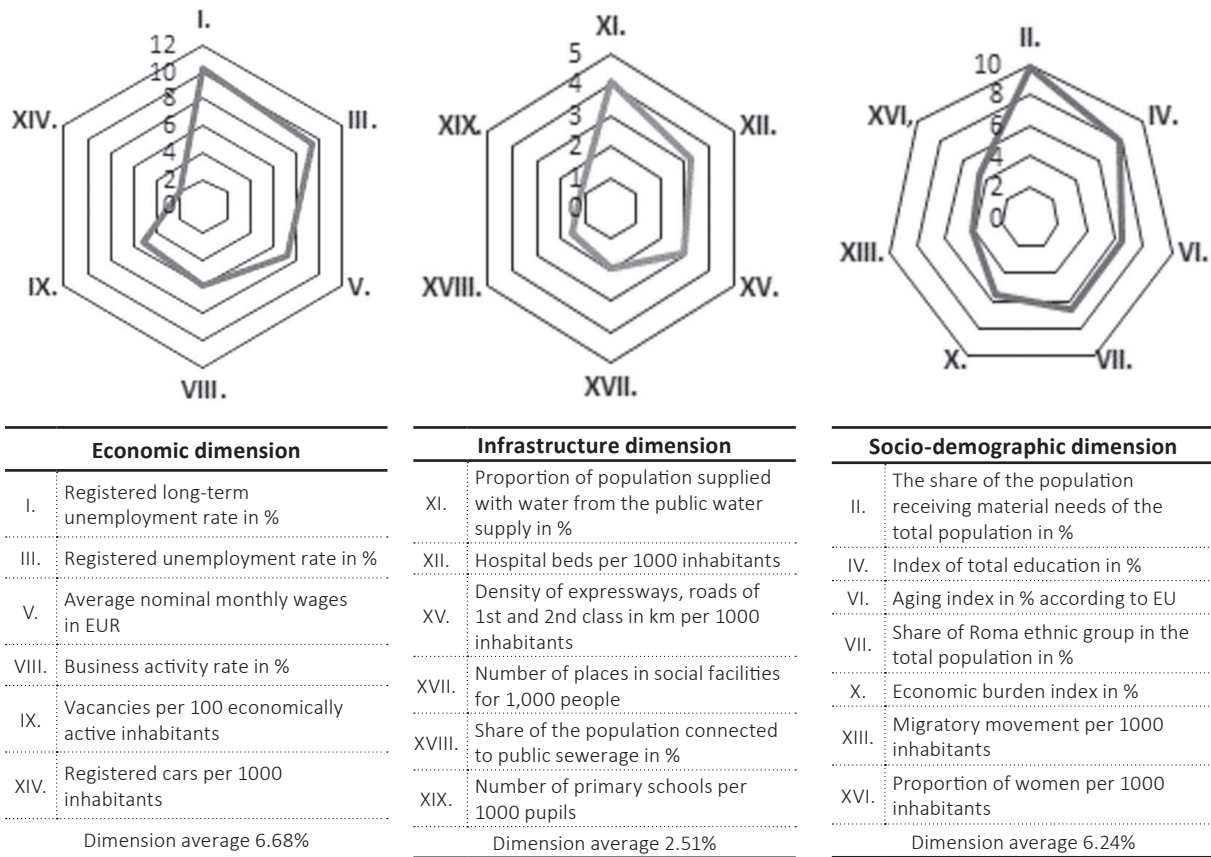 I.
12
10
8
6
4
2
0
XIV.
III.
IX.
V.
VIII.
XI.
5
4
3
2
1
0
XIX.
XII.
XVIII.
XV.
XVII.
II.
10
8
6
4
2
0
XVI,
IV.
XIII.
VI.
X.
VII.
Economic dimension
I. Registered long-term
unemployment rate in %
III. Registered unemployment rate in %
V. Average nominal monthly wages
in EUR
VIII. Business activity rate in %
IX. Vacancies per 100 economically
active inhabitants
XIV. Registered cars per 1000
inhabitants
Dimension average 6.68%
Infrastructure dimension
XI. Proportion of population supplied
with water from the public water
supply in %
XII. Hospital beds per 1000 inhabitants
XV. Density of expressways, roads of
1st and 2nd class in km per 1000
inhabitants
XVII. Number of places in social facilities
for 1,000 people
XVIII. Share of the population connected
to public sewerage in %
XIX. Number of primary schools per
1000 pupils
Dimension average 2.51%
Socio-demographic dimension
II. The share of the population
receiving material needs of the
total population in %
IV. Index of total education in %
VI. Aging index in % according to EU
VII. Share of Roma ethnic group in the
total population in %
X. Economic burden index in %
XIII. Migratory movement per 1000
inhabitants
XVI. Proportion of women per 1000
inhabitants
Dimension average 6.24%